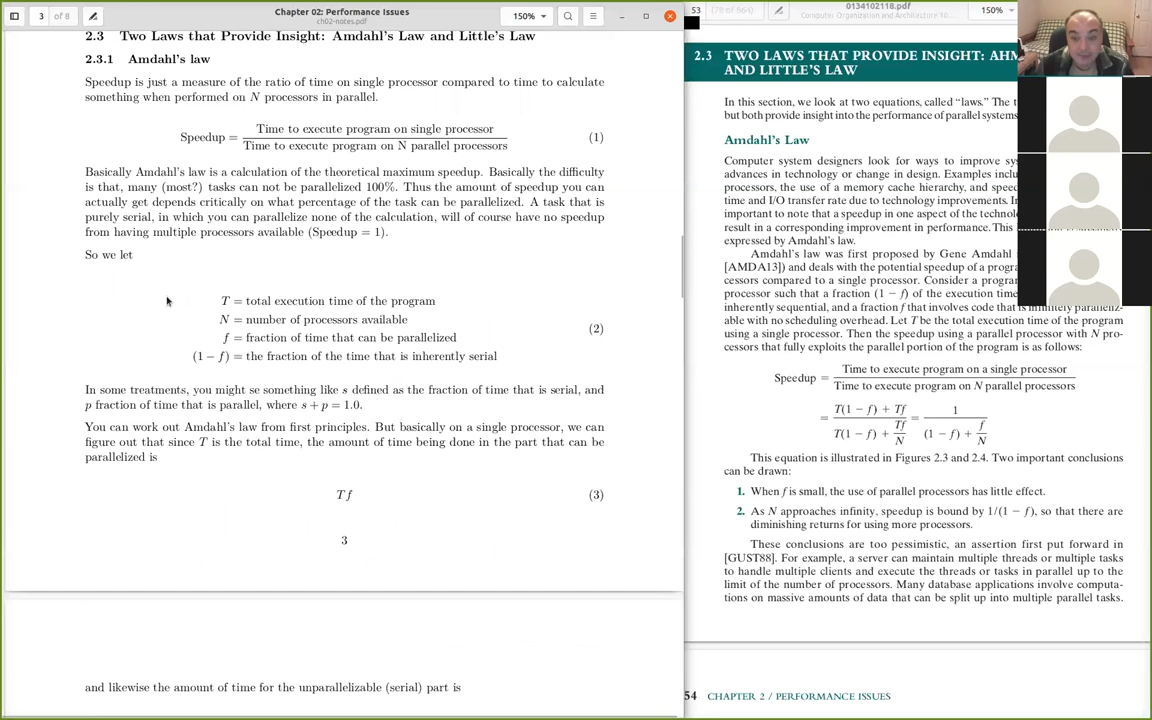 3 of 8
Chapter 02: Performance Issues
ch02-notes.pdf
150%
2.3 Two Laws that Provide Insight: Amdahl's Law and Little's Law
2.3.1 Amdahl's law
Speedup is just a measure of the ratio of time on single processor compared to time to calculate
something when performed on N processors in parallel.
Speedup = Time to execute program on single processor / Time to execute program on N parallel processors (1)
Basically Amdahl's law is a calculation of the theoretical maximum speedup. Basically the difficulty
is that, many (most?) tasks can not be parallelized 100%. Thus the amount of speedup you can
actually get depends critically on what percentage of the task can be parallelized. A task that is
purely serial, in which you can parallelize none of the calculation, will of course have no speedup
from having multiple processors available (Speedup = 1).
So we let
T = total execution time of the program
N = number of processors available
f = fraction of time that can be parallelized
(2)
(1 − f) = the fraction of the time that is inherently serial
In some treatments, you might se something like s defined as the fraction of time that is serial, and
p fraction of time that is parallel, where s + p = 1.0.
You can work out Amdahl's law from first principles. But basically on a single processor, we can
figure out that since T is the total time, the amount of time being done in the part that can be
parallelized is
Tf (3)
3
and likewise the amount of time for the unparallelizable (serial) part is
53 (78 of 864)
0134102118.pdf
Computer Organization and Architecture 10...
150%
2.3 TWO LAWS THAT PROVIDE INSIGHT: AHM
AND LITTLE'S LAW
In this section, we look at two equations, called "laws." The t
but both provide insight into the performance of parallel systems
Amdahl's Law
Computer system designers look for ways to improve sys
advances in technology or change in design. Examples inclu
processors, the use of a memory cache hierarchy, and speed
time and I/O transfer rate due to technology improvements. In
important to note that a speedup in one aspect of the technol
result in a corresponding improvement in performance. This
expressed by Amdahl's law.
Amdahl's law was first proposed by Gene Amdahl
[AMDA13]) and deals with the potential speedup of a progra
cessors compared to a single processor. Consider a progra
processor such that a fraction (1 − f) of the execution time
inherently sequential, and a fraction f that involves code that is infinitely paralleliz-
able with no scheduling overhead. Let T be the total execution time of the program
using a single processor. Then the speedup using a parallel processor with N pro-
cessors that fully exploits the parallel portion of the program is as follows:
Speedup = Time to execute program on a single processor / Time to execute program on N parallel processors
= T(1 − f) + Tf / T(1 − f) + Tf/N = 1 / (1 − f) + f/N
This equation is illustrated in Figures 2.3 and 2.4. Two important conclusions
can be drawn:
1. When f is small, the use of parallel processors has little effect.
2. As N approaches infinity, speedup is bound by 1/(1 − f), so that there are
diminishing returns for using more processors.
These conclusions are too pessimistic, an assertion first put forward in
[GUST88]. For example, a server can maintain multiple threads or multiple tasks
to handle multiple clients and execute the threads or tasks in parallel up to the
limit of the number of processors. Many database applications involve computa-
tions on massive amounts of data that can be split up into multiple parallel tasks.
54 CHAPTER 2 / PERFORMANCE ISSUES